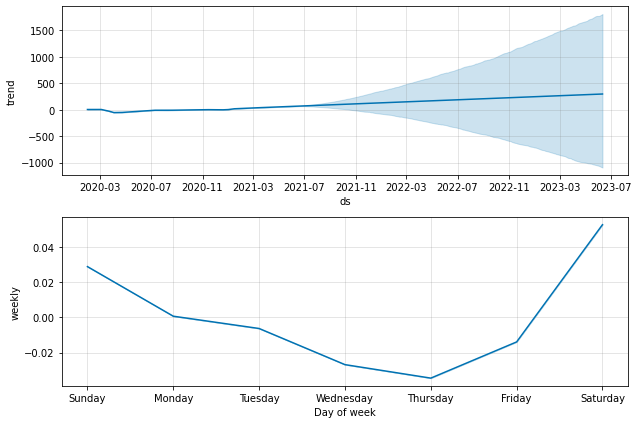 1500
1000
500
0
−500
−1000
trend
2020-03 2020-07 2020-11 2021-03 2021-07 2021-11 2022-03 2022-07 2022-11 2023-03 2023-07
ds
0.04
0.02
0.00
−0.02
weekly
Sunday Monday Tuesday Wednesday Thursday Friday Saturday
Day of week